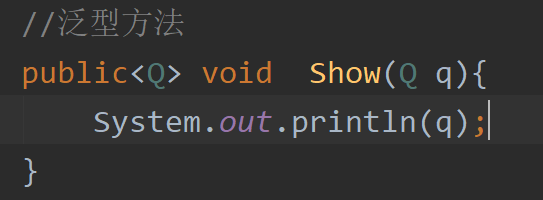 //泛型方法
public<Q> void  Show(Q q){
    System.out.println(q);
}